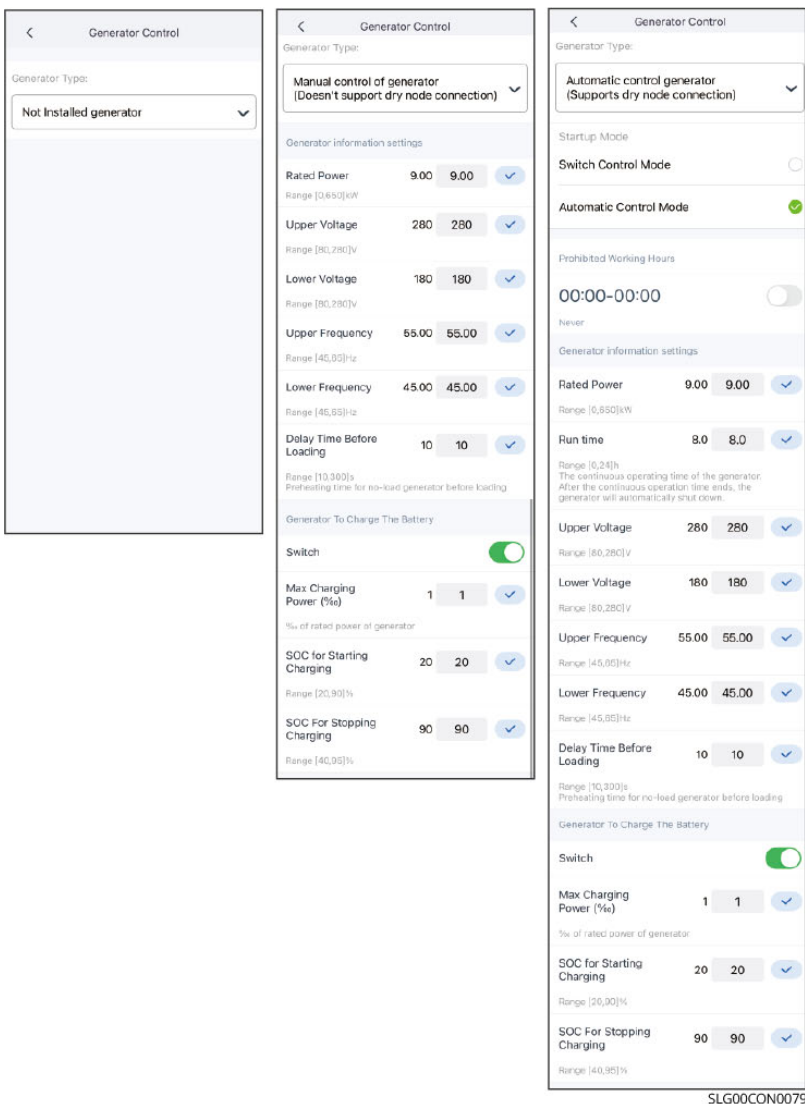 Generator Control
Generator Type:
Not Installed generator
Generator Control
Generator Type:
Manual control of generator
(Doesn't support dry node connection)
Generator information settings
Rated Power 9.00 9.00
Range [0,650]kW
Upper Voltage 280 280
Range [80,280]V
Lower Voltage 180 180
Range [80,280]V
Upper Frequency 55.00 55.00
Range [45,65]Hz
Lower Frequency 45.00 45.00
Range [45,65]Hz
Delay Time Before
Loading 10 10
Range [10,300]s
Preheating time for no-load generator before loading
Generator To Charge The Battery
Switch
Max Charging
Power (‰) 1 1
‰ of rated power of generator
SOC for Starting
Charging 20 20
Range [20,90]%
SOC For Stopping
Charging 90 90
Range [40,95]%
Generator Control
Generator Type:
Automatic control generator
(Supports dry node connection)
Startup Mode
Switch Control Mode
Automatic Control Mode
Prohibited Working Hours
00:00-00:00
Never
Generator information settings
Rated Power 9.00 9.00
Range [0,650]kW
Run time 8.0 8.0
Range [0,24]h
The continuous operating time of the generator.
After the continuous operation time ends, the
generator will automatically shut down.
Upper Voltage 280 280
Range [80,280]V
Lower Voltage 180 180
Range [80,280]V
Upper Frequency 55.00 55.00
Range [45,65]Hz
Lower Frequency 45.00 45.00
Range [45,65]Hz
Delay Time Before
Loading 10 10
Range [10,300]s
Preheating time for no-load generator before loading
Generator To Charge The Battery
Switch
Max Charging
Power (‰) 1 1
‰ of rated power of generator
SOC for Starting
Charging 20 20
Range [20,90]%
SOC For Stopping
Charging 90 90
Range [40,95]%
SLG00CON0079